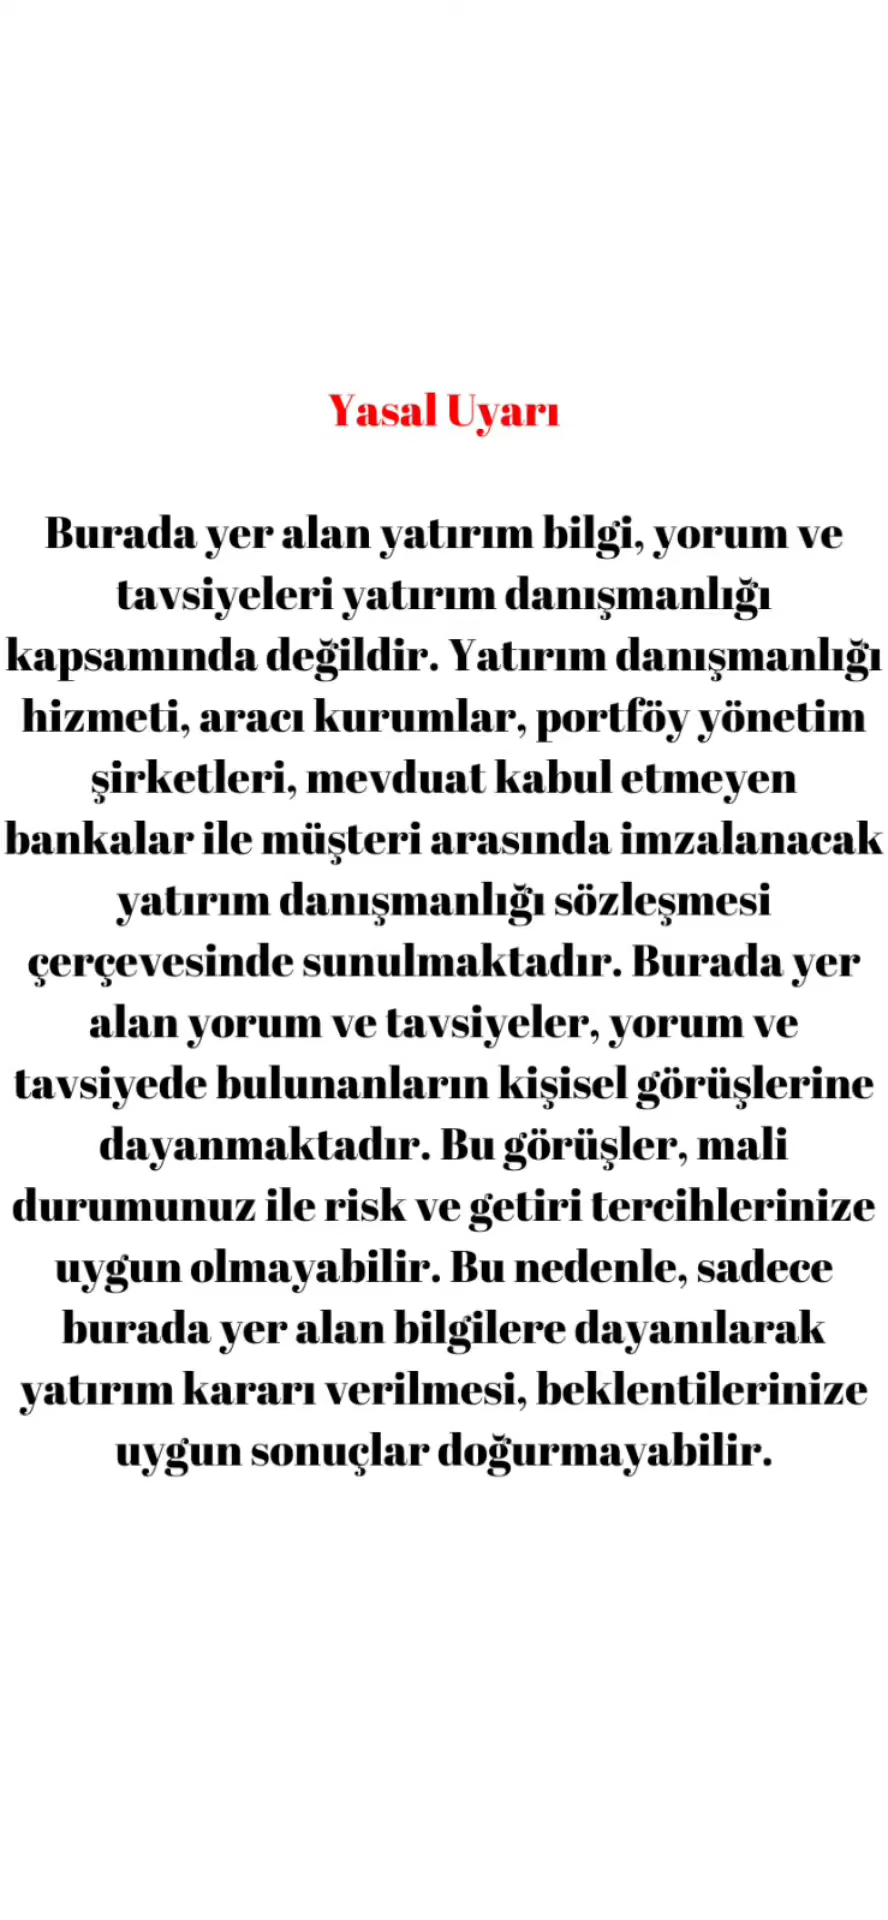 Yasal Uyarı
Burada yer alan yatırım bilgi, yorum ve
tavsiyeleri yatırım danışmanlığı
kapsamında değildir. Yatırım danışmanlığı
hizmeti, aracı kurumlar, portföy yönetim
şirketleri, mevduat kabul etmeyen
bankalar ile müşteri arasında imzalanacak
yatırım danışmanlığı sözleşmesi
çerçevesinde sunulmaktadır. Burada yer
alan yorum ve tavsiyeler, yorum ve
tavsiyede bulunanların kişisel görüşlerine
dayanmaktadır. Bu görüşler, mali
durumunuz ile risk ve getiri tercihlerinize
uygun olmayabilir. Bu nedenle, sadece
burada yer alan bilgilere dayanılarak
yatırım kararı verilmesi, beklentilerinize
uygun sonuçlar doğurmayabilir.